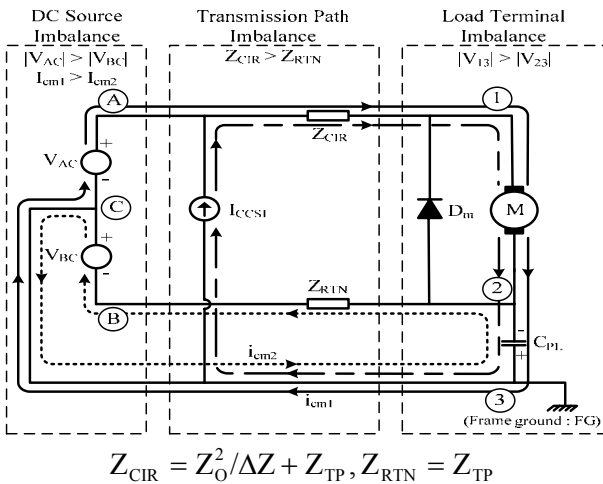 DC Source
Imbalance
|V_AC| > |V_BC|
I_cm1 > I_cm2
Transmission Path
Imbalance
Z_CIR > Z_RTN
Load Terminal
Imbalance
|V_13| > |V_23|
A
1
Z_CIR
+
V_AC
-
C
I_CCS1
D_m
M
+
V_BC
-
Z_RTN
2
B
-
C_PL
+
i_cm2
i_cm1
3
(Frame ground : FG)
Z_CIR = Z_O^2/ΔZ + Z_TP, Z_RTN = Z_TP